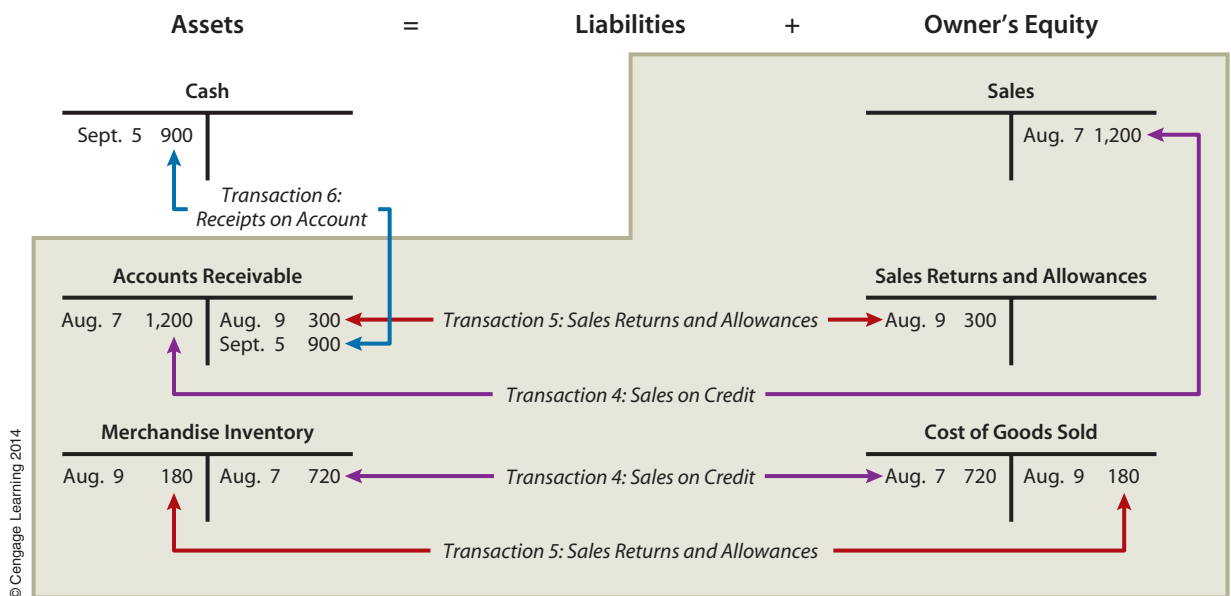 Assets = Liabilities + Owner's Equity
Cash
Sept. 5 900
Sales
Aug. 7 1,200
Transaction 6:
Receipts on Account
Accounts Receivable
Aug. 7 1,200 Aug. 9 300
Sept. 5 900
Transaction 5: Sales Returns and Allowances
Sales Returns and Allowances
Aug. 9 300
Transaction 4: Sales on Credit
Merchandise Inventory
Aug. 9 180 Aug. 7 720
Transaction 4: Sales on Credit
Cost of Goods Sold
Aug. 7 720 Aug. 9 180
Transaction 5: Sales Returns and Allowances
© Cengage Learning 2014